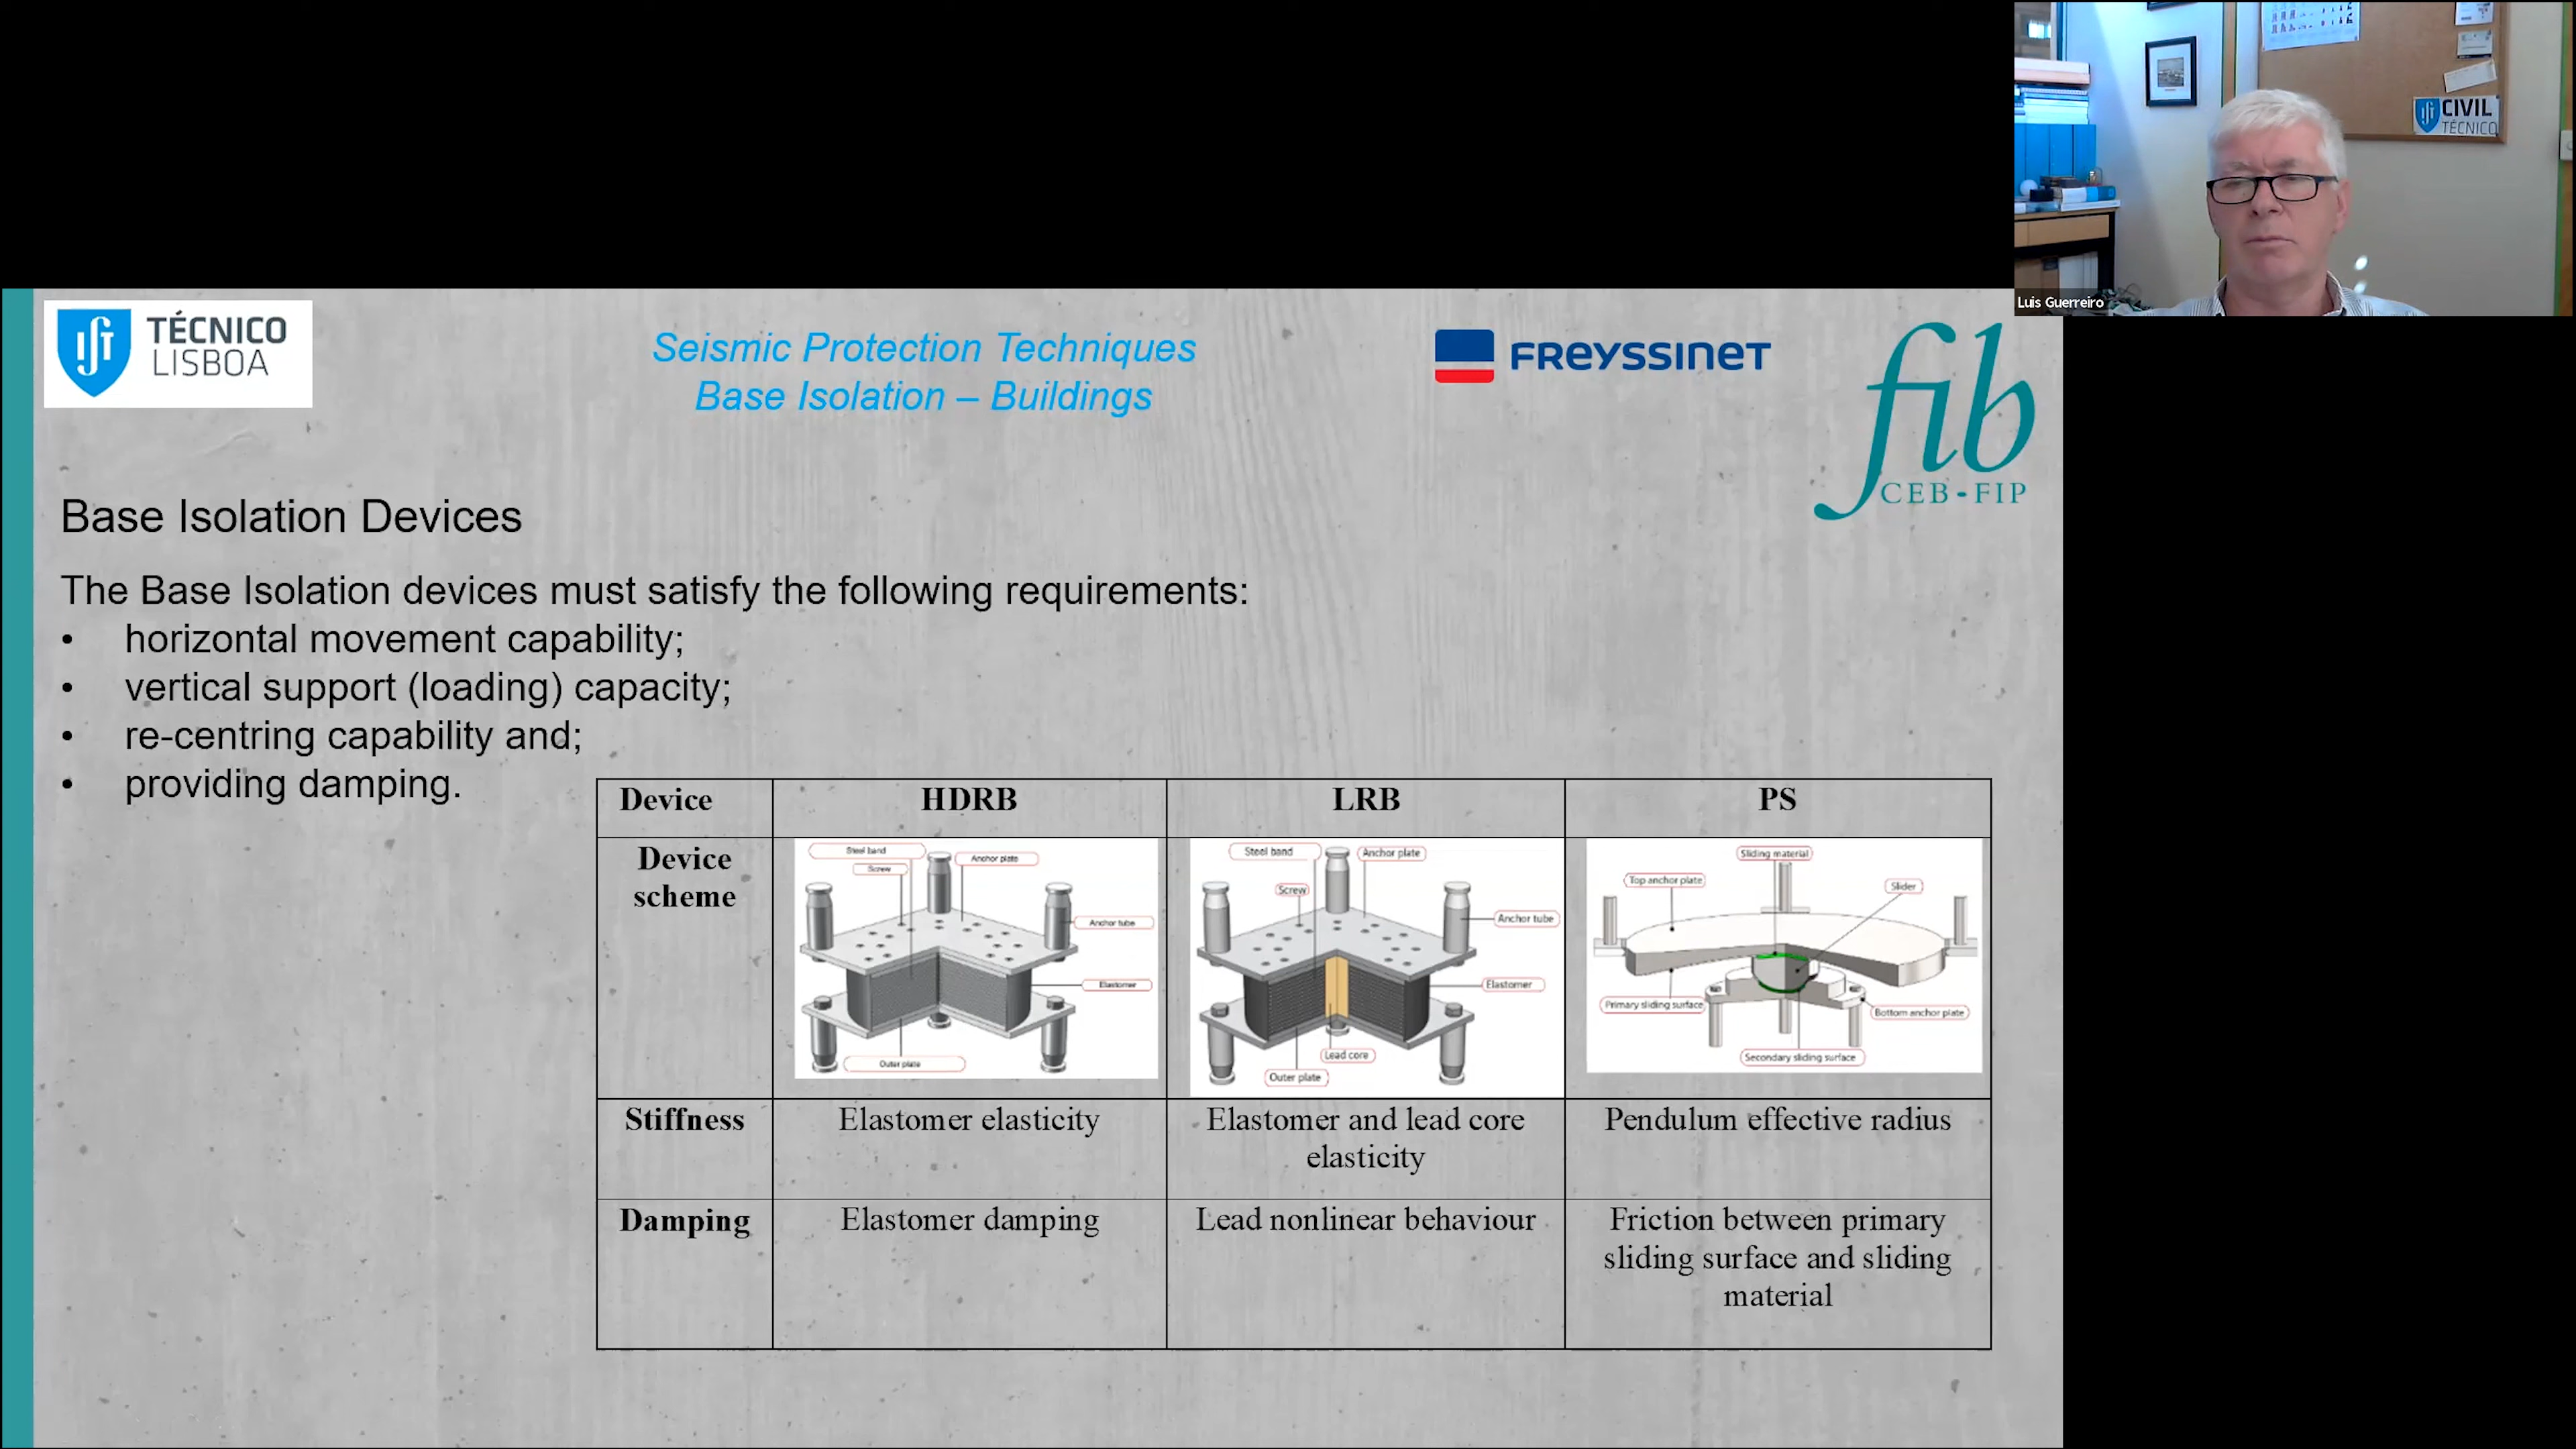 CIVIL
TÉCNICO
Luis Guerreiro
TÉCNICO
LISBOA
Seismic Protection Techniques
Base Isolation – Buildings
FREYSSINET
fib
CEB-FIP
Base Isolation Devices
The Base Isolation devices must satisfy the following requirements:
• horizontal movement capability;
• vertical support (loading) capacity;
• re-centring capability and;
• providing damping.
Device HDRB LRB PS
Device
scheme
Steel band
Screw
Anchor plate
Anchor tube
Elastomer
Outer plate
Steel band
Anchor plate
Screw
Anchor tube
Elastomer
Lead core
Outer plate
Sliding material
Top anchor plate
Slider
Primary sliding surface
Bottom anchor plate
Secondary sliding surface
Stiffness Elastomer elasticity Elastomer and lead core Pendulum effective radius
elasticity
Damping Elastomer damping Lead nonlinear behaviour Friction between primary
sliding surface and sliding
material